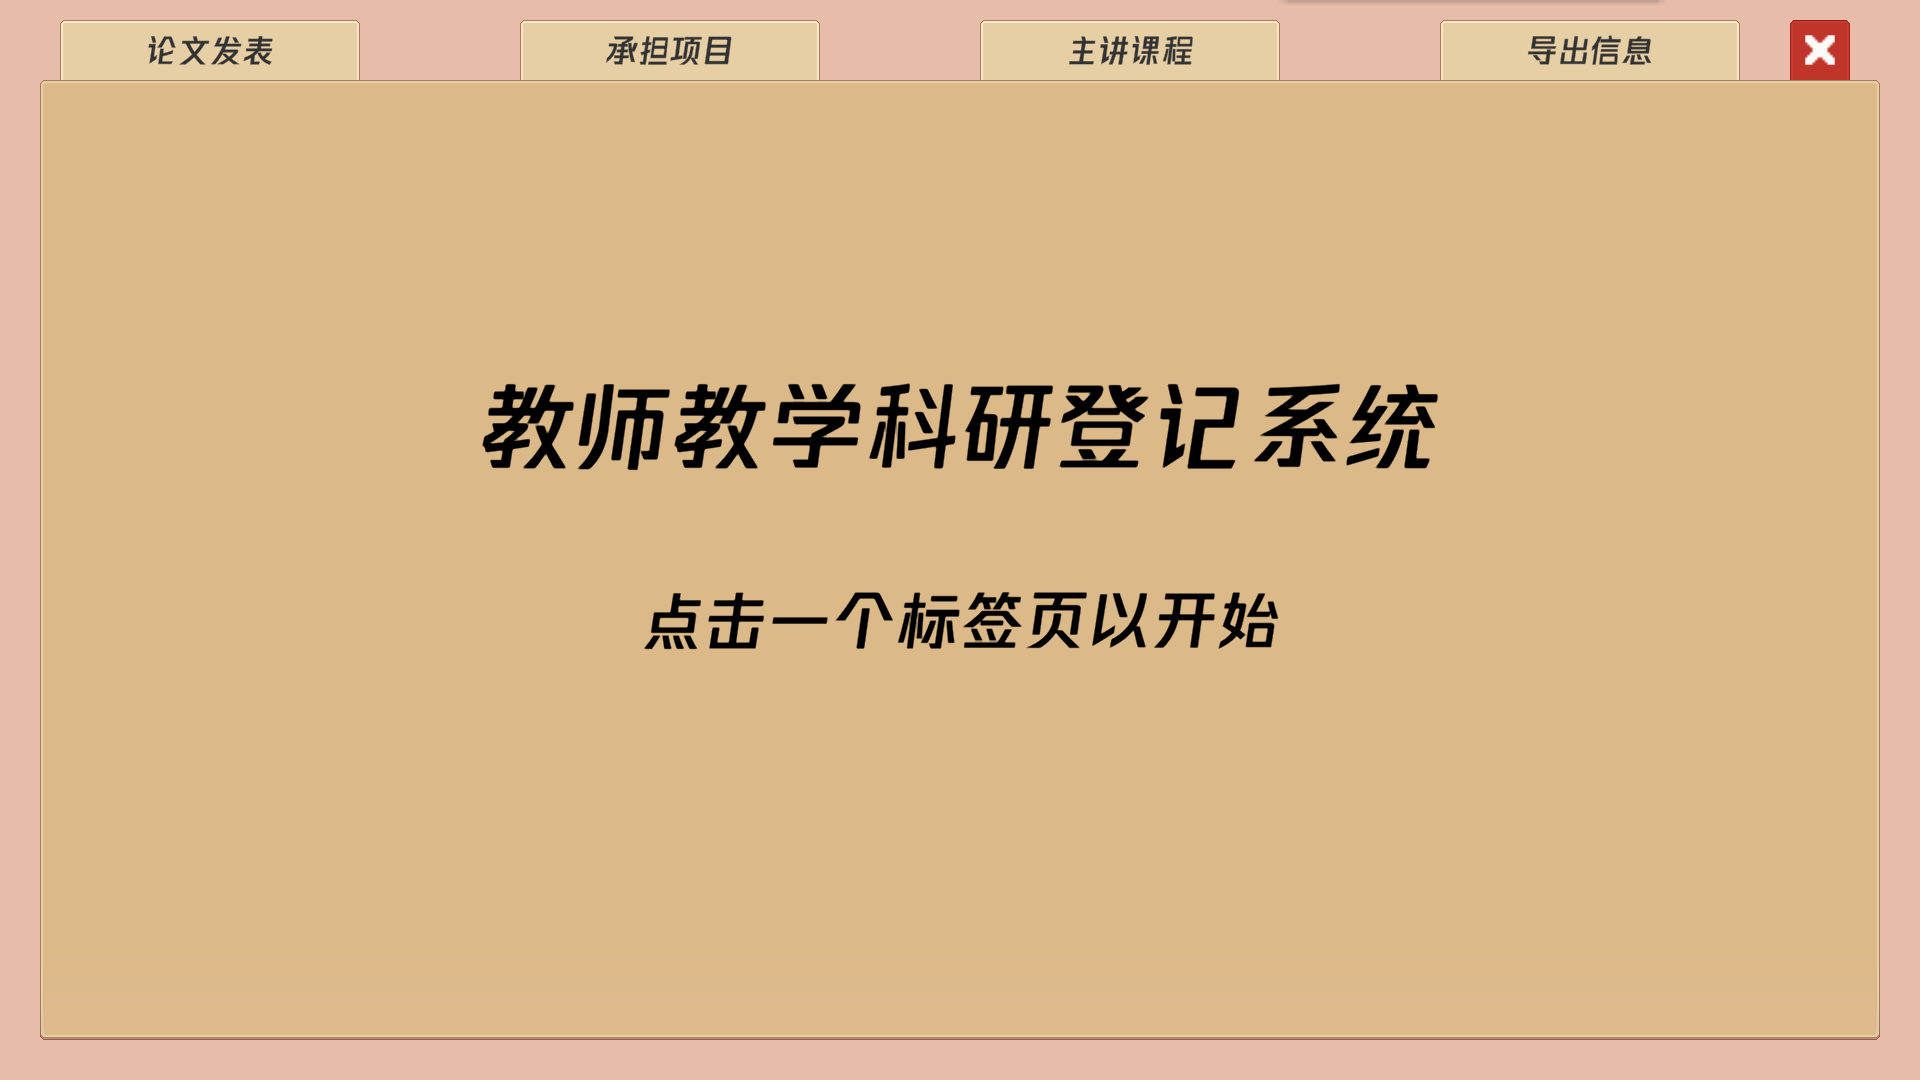 论文发表
承担项目
主讲课程
导出信息
教师教学科研登记系统
点击一个标签页以开始